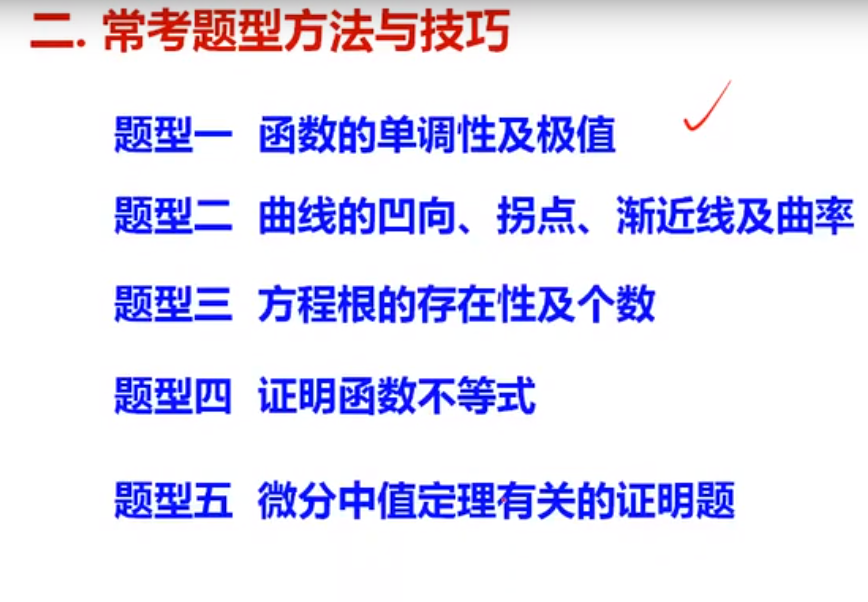 二. 常考题型方法与技巧
题型一 函数的单调性及极值
题型二 曲线的凹向、拐点、渐近线及曲率
题型三 方程根的存在性及个数
题型四 证明函数不等式
题型五 微分中值定理有关的证明题